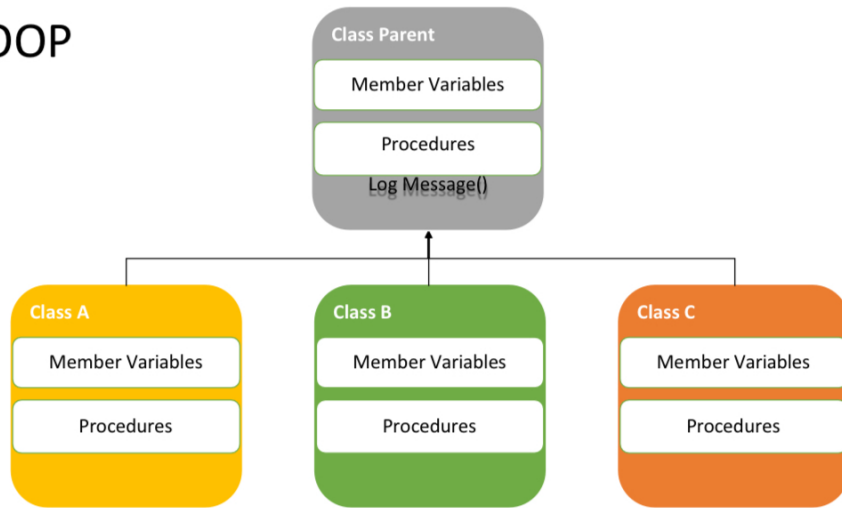 OOP
Class Parent
Member Variables
Procedures
Log Message()
Class A
Member Variables
Procedures
Class B
Member Variables
Procedures
Class C
Member Variables
Procedures